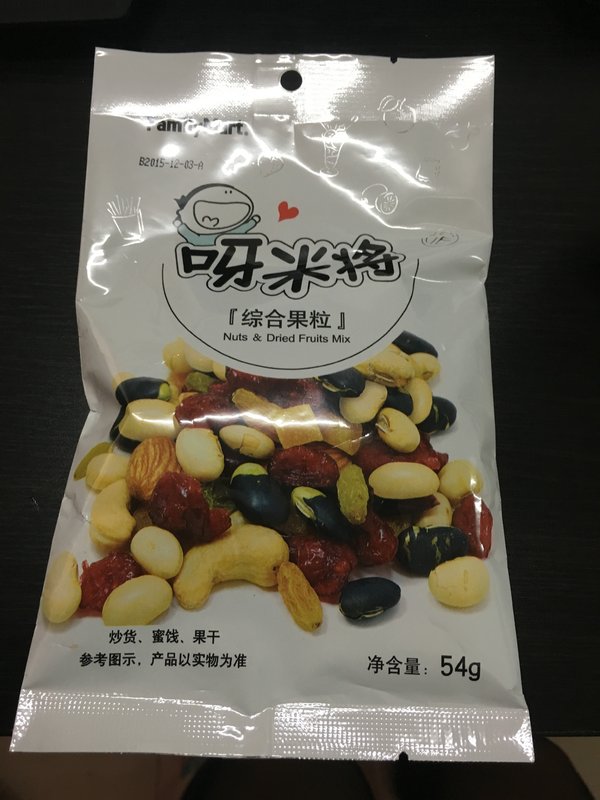 FamilyMart
B2015-12-03-A
呀米将
『综合果粒』
Nuts & Dried Fruits Mix
炒货、蜜饯、果干
参考图示，产品以实物为准
净含量：54g